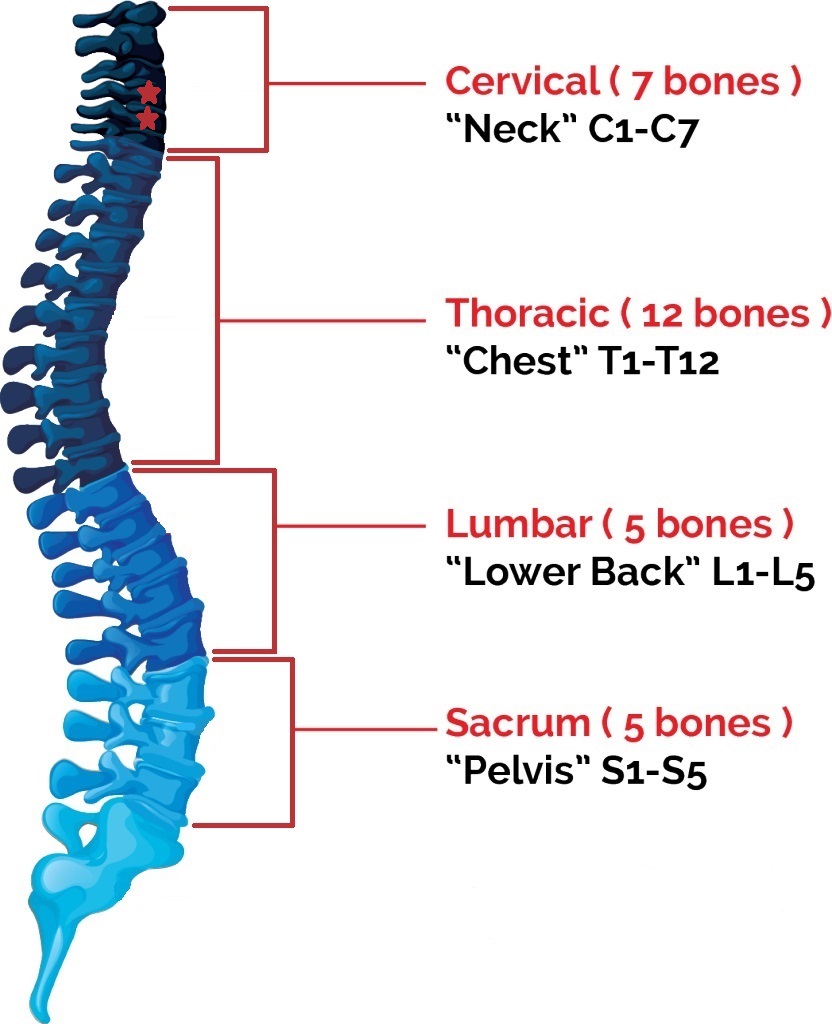 Cervical ( 7 bones )
“Neck” C1-C7
Thoracic ( 12 bones )
“Chest” T1-T12
Lumbar ( 5 bones )
“Lower Back” L1-L5
Sacrum ( 5 bones )
“Pelvis” S1-S5